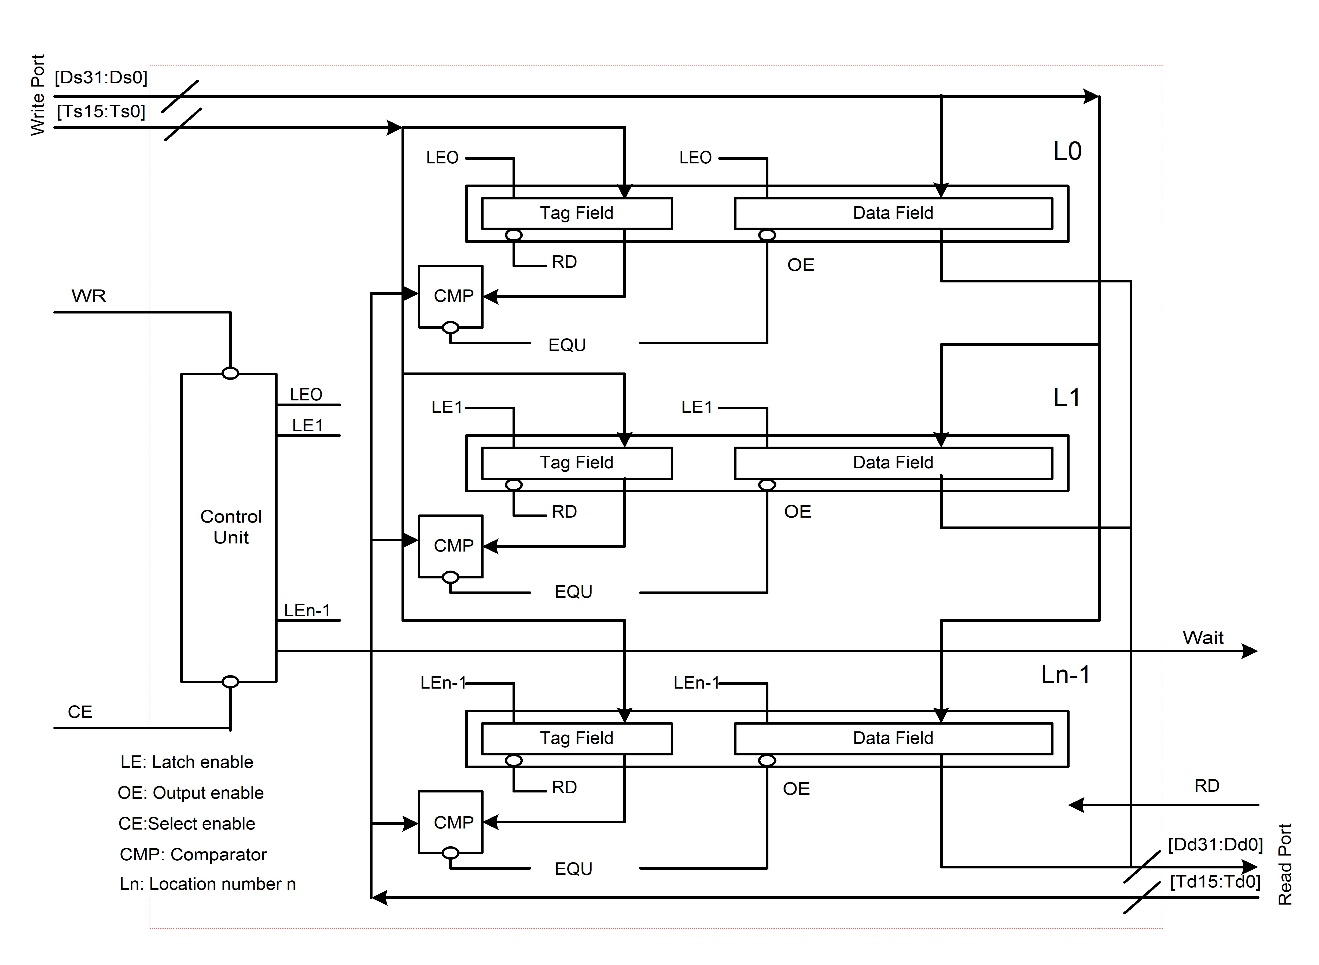 Write Port
[Ds31:Ds0]
[Ts15:Ts0]
L0
LEO
LEO
Tag Field
Data Field
RD
OE
CMP
EQU
WR
LEO
LE1
Control
Unit
LEn-1
CE
L1
LE1
LE1
Tag Field
Data Field
RD
OE
CMP
EQU
Wait
Ln-1
LEn-1
LEn-1
Tag Field
Data Field
RD
OE
CMP
EQU
RD
[Dd31:Dd0]
[Td15:Td0]
Read Port
LE: Latch enable
OE: Output enable
CE:Select enable
CMP: Comparator
Ln: Location number n